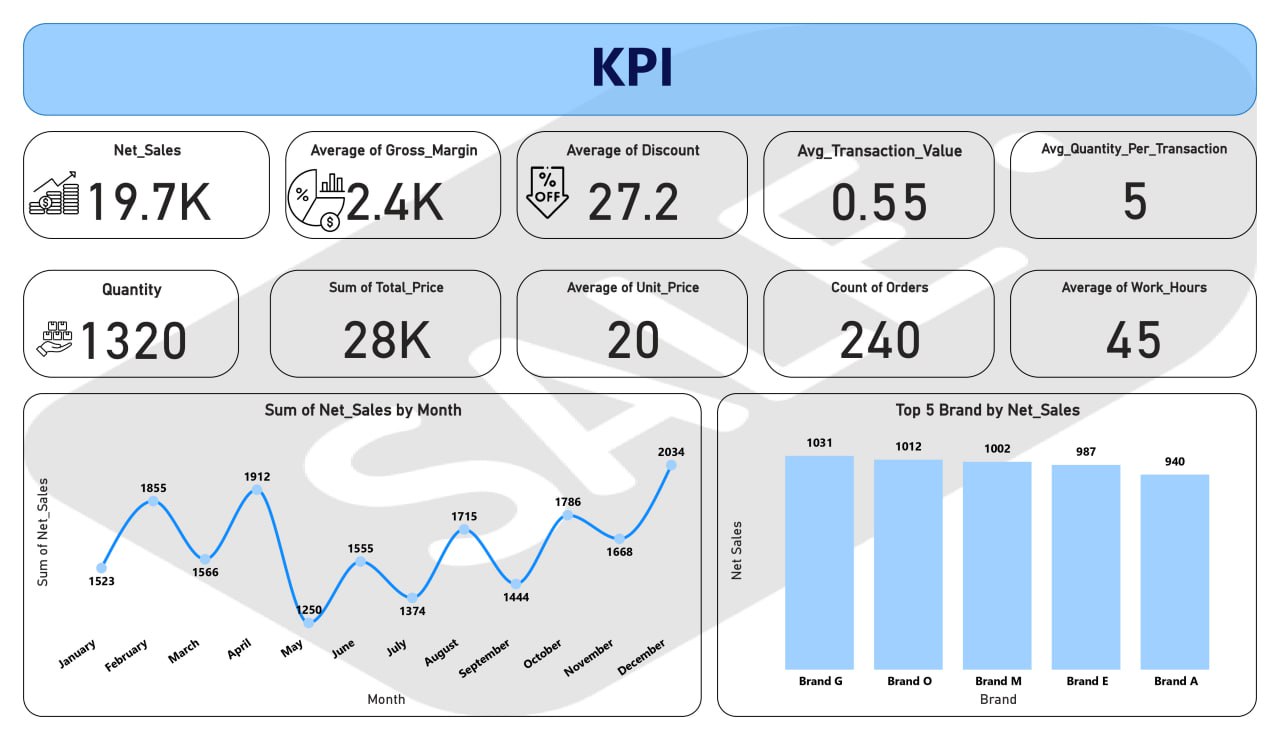 KPI
Net_Sales
19.7K
Average of Gross_Margin
%
$
2.4K
Average of Discount
%
OFF
27.2
Avg_Transaction_Value
0.55
Avg_Quantity_Per_Transaction
5
Quantity
1320
Sum of Total_Price
28K
Average of Unit_Price
20
Count of Orders
240
Average of Work_Hours
45
SALE
Sum of Net_Sales by Month
Sum of Net_Sales
1523
1855
1566
1912
1250
1555
1374
1715
1444
1786
1668
2034
January
February
March
April
May
June
July
August
September
October
November
December
Month
Top 5 Brand by Net_Sales
Net Sales
1031
1012
1002
987
940
Brand G
Brand O
Brand M
Brand E
Brand A
Brand